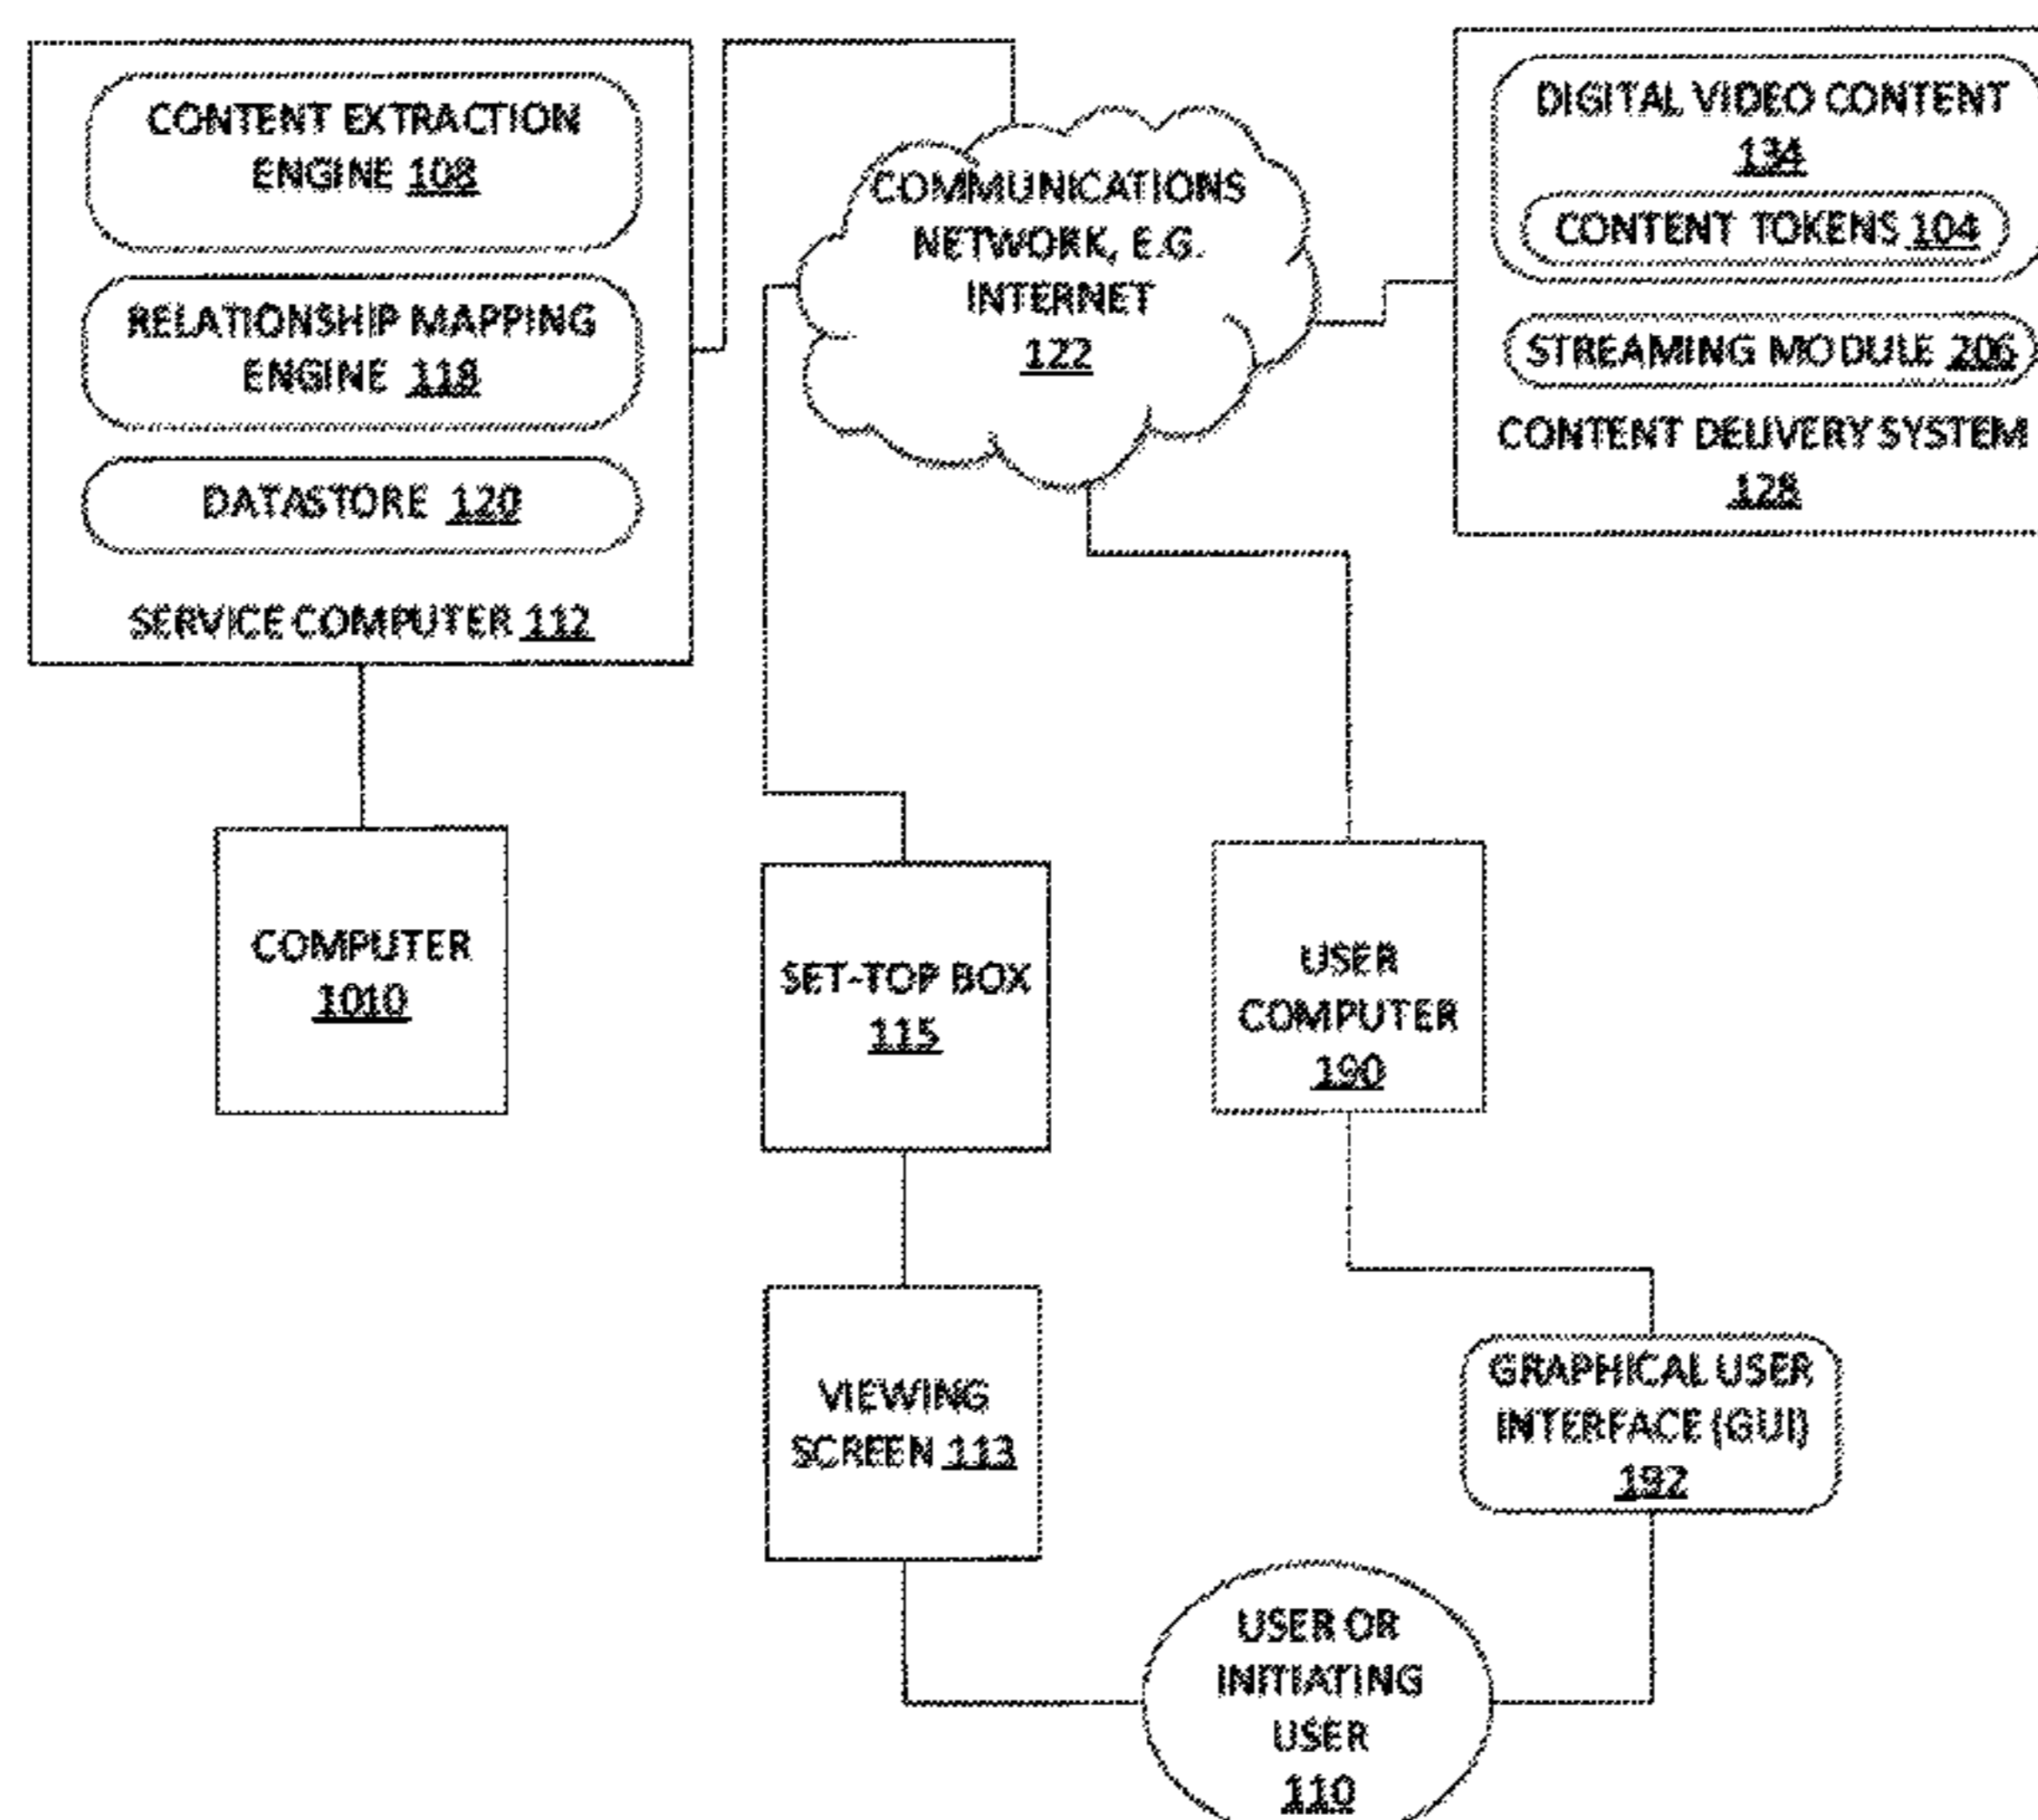 CONTENT EXTRACTION
ENGINE 108
RELATIONSHIP MAPPING
ENGINE 118
DATASTORE 120
SERVICE COMPUTER 112
COMMUNICATIONS
NETWORK, E.G.
INTERNET
122
DIGITAL VIDEO CONTENT
134
CONTENT TOKENS 104
STREAMING MODULE 206
CONTENT DELIVERY SYSTEM
128
COMPUTER
1010
SET-TOP BOX
115
USER
COMPUTER
190
VIEWING
SCREEN 113
GRAPHICAL USER
INTERFACE (GUI)
192
USER OR
INITIATING
USER
110